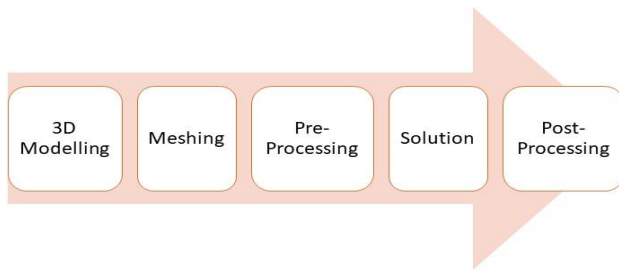 3D
Modelling
Meshing
Pre-
Processing
Solution
Post-
Processing